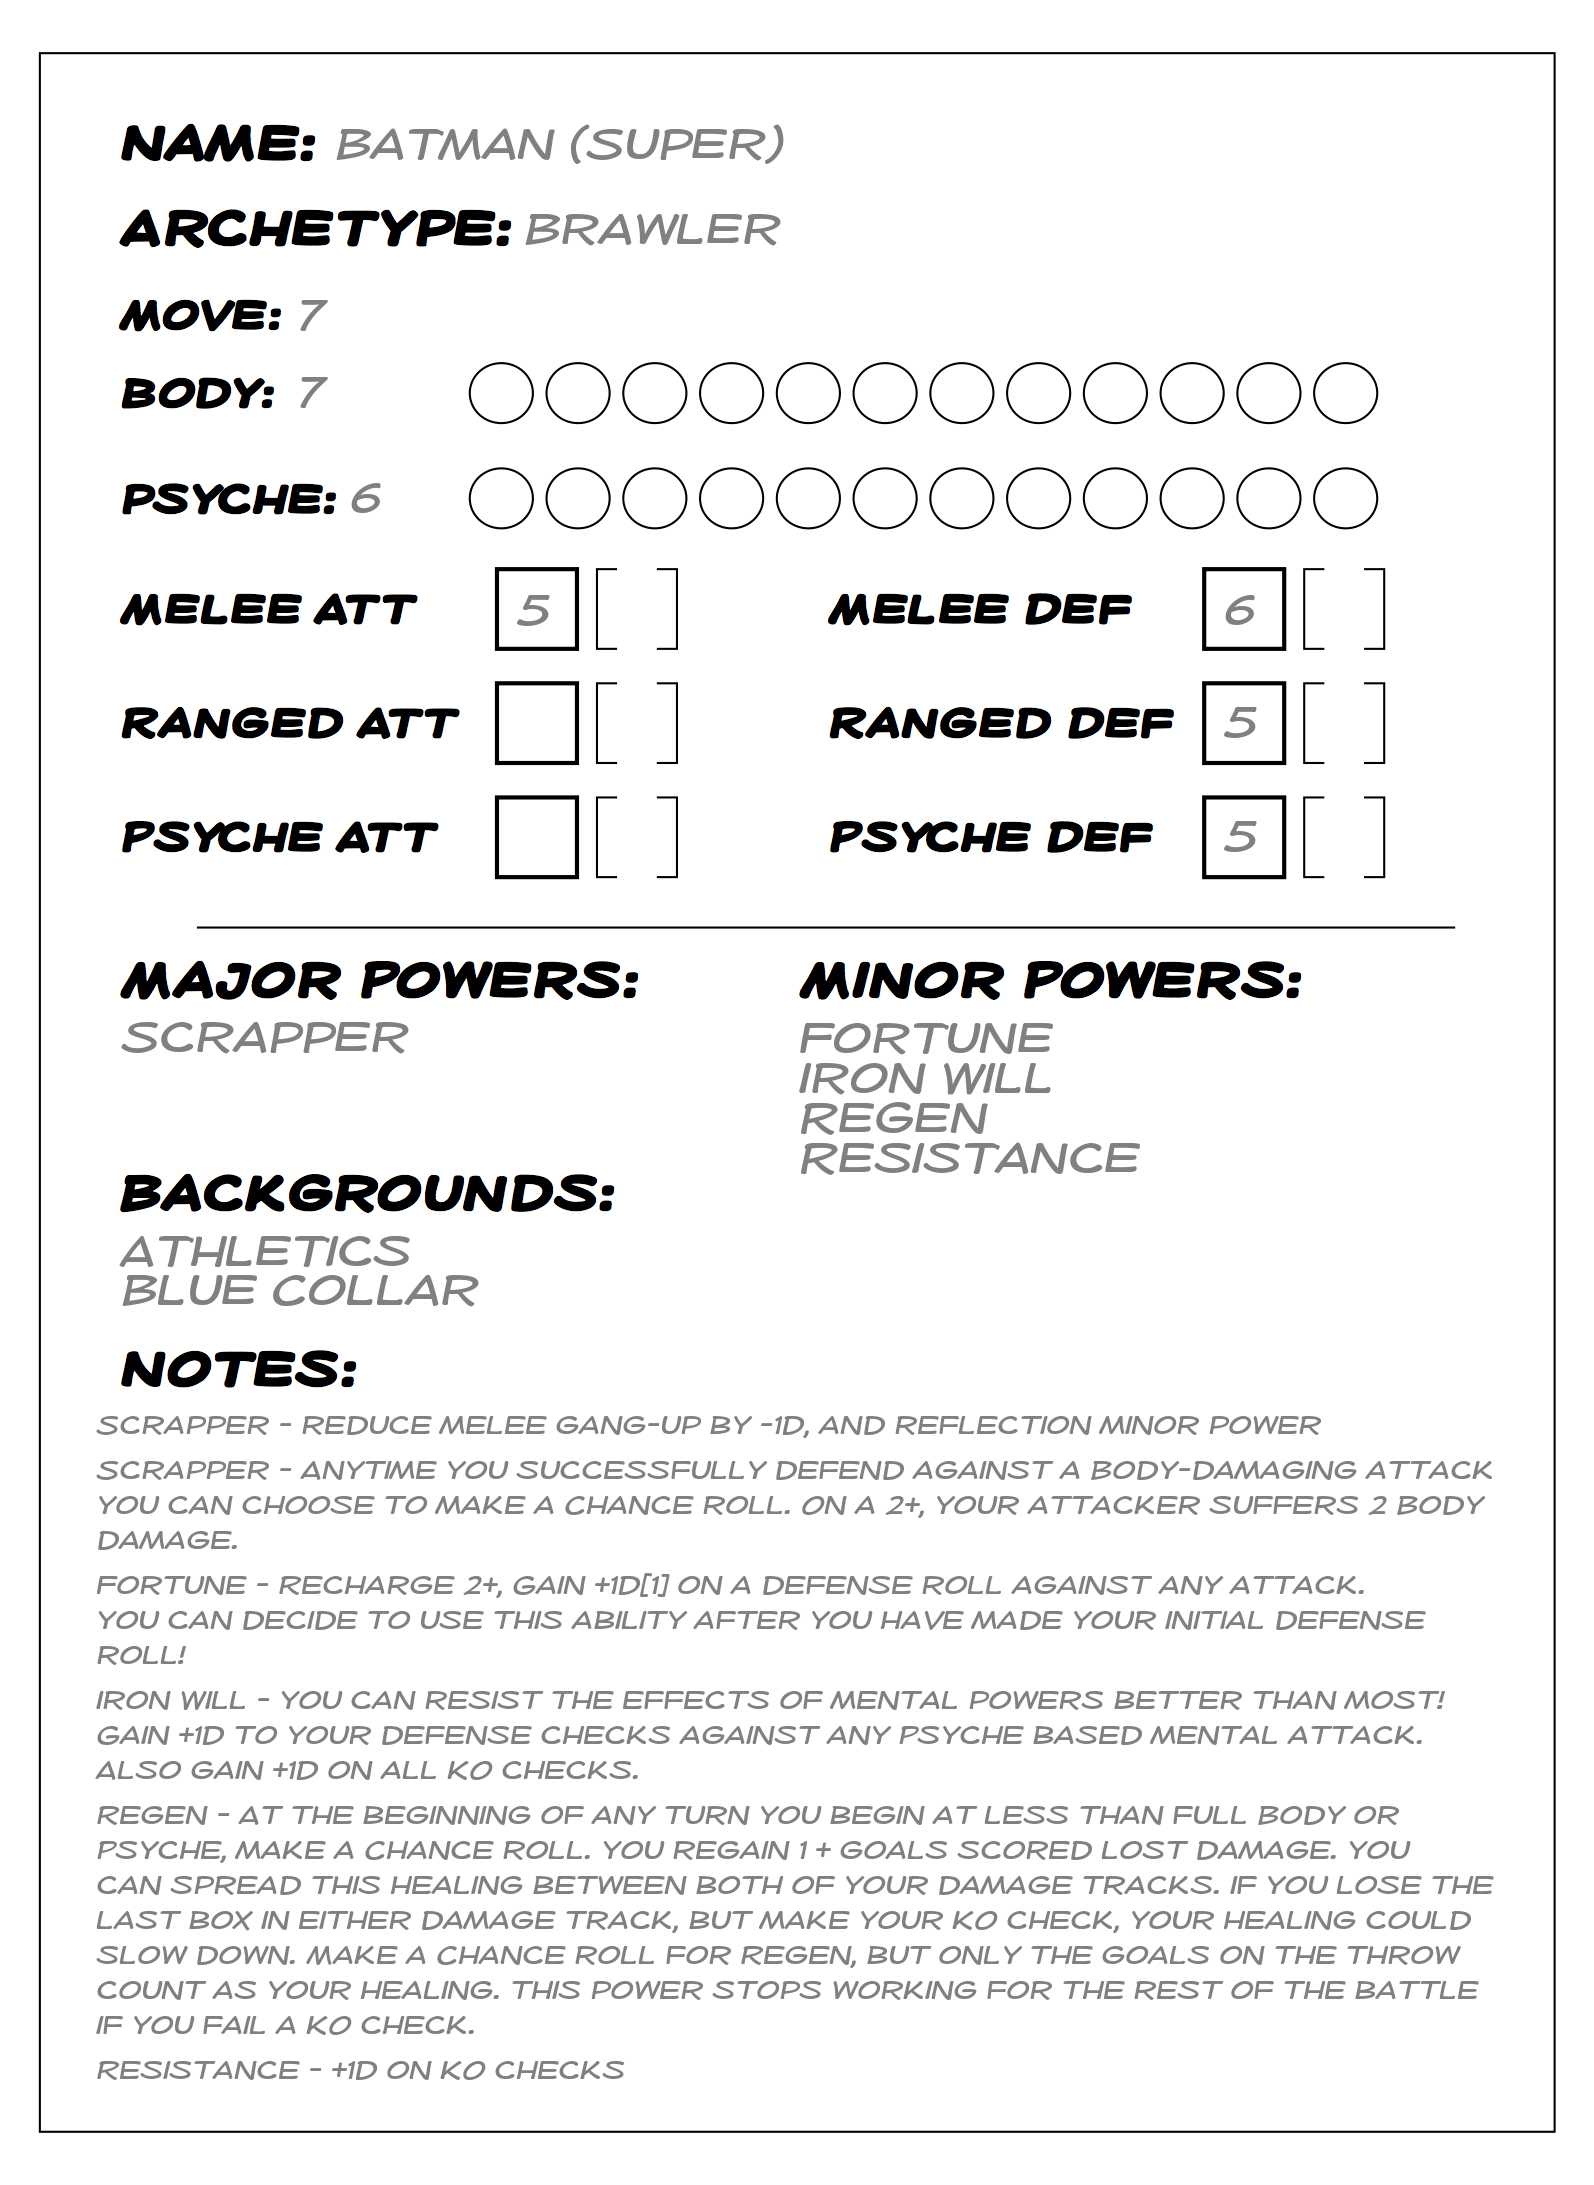 NAME: BATMAN (SUPER)
ARCHETYPE: BRAWLER
MOVE: 7
BODY: 7
PSYCHE: 6
MELEE ATT 5 [ ] MELEE DEF 6 [ ]
RANGED ATT [ ] RANGED DEF 5 [ ]
PSYCHE ATT [ ] PSYCHE DEF 5 [ ]
MAJOR POWERS:
SCRAPPER
MINOR POWERS:
FORTUNE
IRON WILL
REGEN
RESISTANCE
BACKGROUNDS:
ATHLETICS
BLUE COLLAR
NOTES:
SCRAPPER - REDUCE MELEE GANG-UP BY -1D, AND REFLECTION MINOR POWER
SCRAPPER - ANYTIME YOU SUCCESSFULLY DEFEND AGAINST A BODY-DAMAGING ATTACK
YOU CAN CHOOSE TO MAKE A CHANCE ROLL. ON A 2+, YOUR ATTACKER SUFFERS 2 BODY
DAMAGE.
FORTUNE - RECHARGE 2+, GAIN +1D[1] ON A DEFENSE ROLL AGAINST ANY ATTACK.
YOU CAN DECIDE TO USE THIS ABILITY AFTER YOU HAVE MADE YOUR INITIAL DEFENSE
ROLL!
IRON WILL - YOU CAN RESIST THE EFFECTS OF MENTAL POWERS BETTER THAN MOST!
GAIN +1D TO YOUR DEFENSE CHECKS AGAINST ANY PSYCHE BASED MENTAL ATTACK.
ALSO GAIN +1D ON ALL KO CHECKS.
REGEN - AT THE BEGINNING OF ANY TURN YOU BEGIN AT LESS THAN FULL BODY OR
PSYCHE, MAKE A CHANCE ROLL. YOU REGAIN 1 + GOALS SCORED LOST DAMAGE. YOU
CAN SPREAD THIS HEALING BETWEEN BOTH OF YOUR DAMAGE TRACKS. IF YOU LOSE THE
LAST BOX IN EITHER DAMAGE TRACK, BUT MAKE YOUR KO CHECK, YOUR HEALING COULD
SLOW DOWN. MAKE A CHANCE ROLL FOR REGEN, BUT ONLY THE GOALS ON THE THROW
COUNT AS YOUR HEALING. THIS POWER STOPS WORKING FOR THE REST OF THE BATTLE
IF YOU FAIL A KO CHECK.
RESISTANCE - +1D ON KO CHECKS